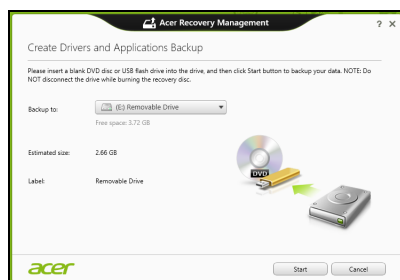 Acer Recovery Management
? ×
Create Drivers and Applications Backup
Please insert a blank DVD disc or USB flash drive into the drive, and then click Start button to backup your data. NOTE: Do
NOT disconnect the drive while burning the recovery disc.
Backup to: (E:) Removable Drive
Free space: 3.72 GB
Estimated size: 2.66 GB
DVD
Label: Removable Drive
acer
Start Cancel